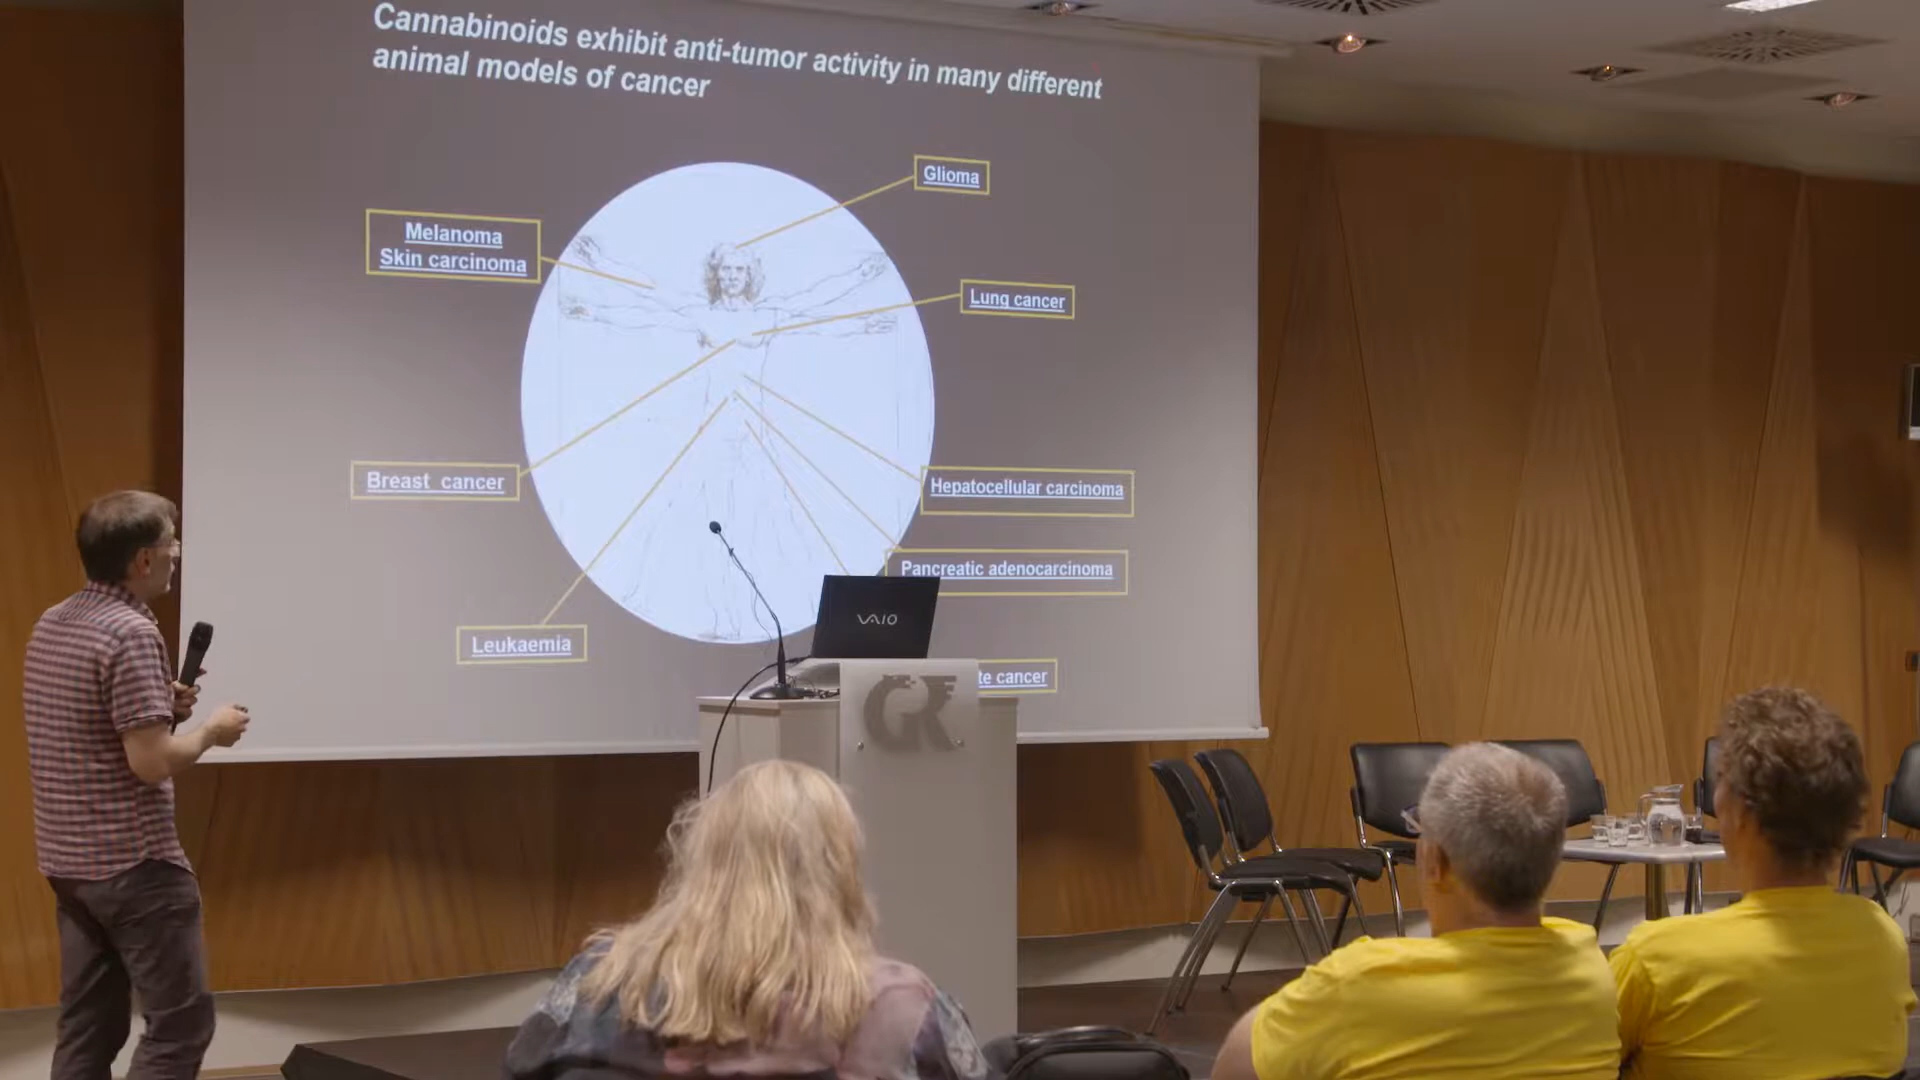 Cannabinoids exhibit anti-tumor activity in many different
animal models of cancer
Glioma
Melanoma
Skin carcinoma
Lung cancer
Breast cancer
Hepatocellular carcinoma
Pancreatic adenocarcinoma
Leukaemia
te cancer
VAIO
GR